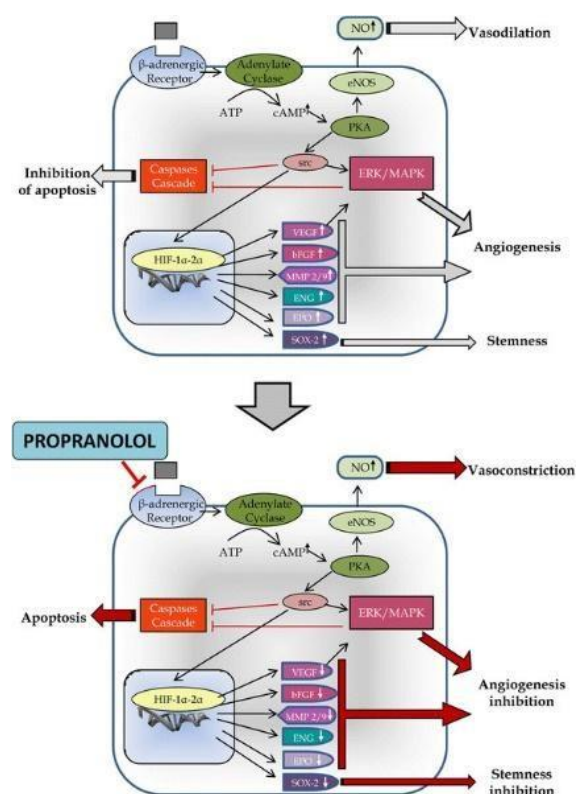 NO↑
Vasodilation
β-adrenergic
Receptor
Adenylate
Cyclase
eNOS
ATP
cAMP↑
PKA
Inhibition
of apoptosis
Caspases
Cascade
src
ERK/MAPK
Angiogenesis
HIF-1α-2α
VEGF↑
bFGF↑
MMP 2/9↑
ENG↑
EPO↑
SOX-2↑
Stemness
PROPRANOLOL
NO↑
Vasoconstriction
β-adrenergic
Receptor
Adenylate
Cyclase
eNOS
ATP
cAMP↑
PKA
Apoptosis
Caspases
Cascade
src
ERK/MAPK
HIF-1α-2α
VEGF↓
bFGF↓
MMP 2/9↓
ENG↓
EPO↓
SOX-2↓
Angiogenesis
inhibition
Stemness
inhibition